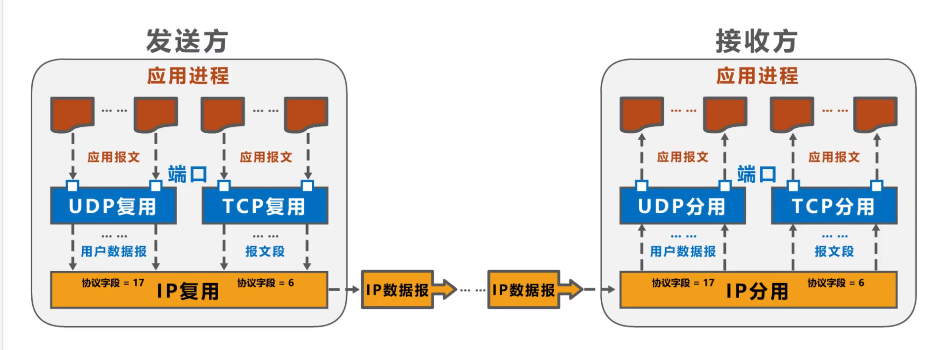 发送方
应用进程
... ...
... ...
应用报文
应用报文
端口
UDP复用
TCP复用
... ...
用户数据报
... ...
报文段
协议字段 = 17
IP复用
协议字段 = 6
IP数据报
... ...
IP数据报
接收方
应用进程
... ...
... ...
应用报文
应用报文
端口
UDP分用
TCP分用
... ...
用户数据报
... ...
报文段
协议字段 = 17
IP分用
协议字段 = 6